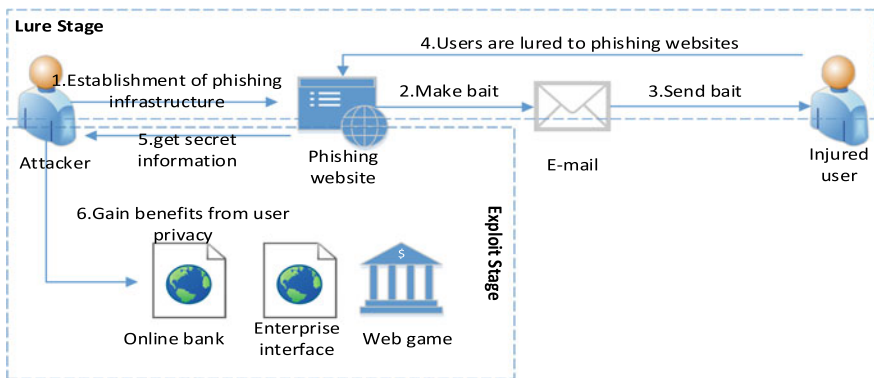 Lure Stage
4.Users are lured to phishing websites
1.Establishment of phishing
infrastructure
2.Make bait
3.Send bait
5.get secret
information
Attacker
Phishing
website
E-mail
Injured
user
6.Gain benefits from user
privacy
Exploit Stage
$
Online bank
Enterprise
interface
Web game